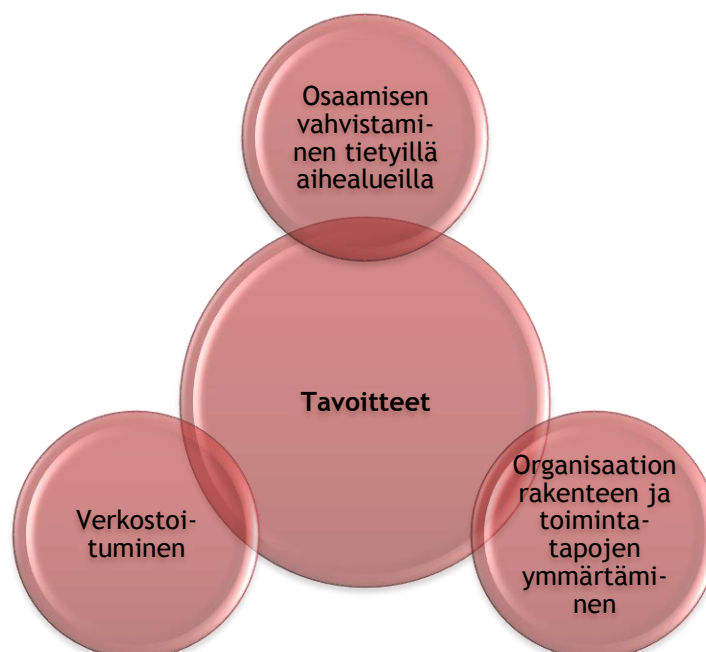 Osaamisen
vahvistami-
nen tietyillä
aihealueilla
Tavoitteet
Verkostoi-
tuminen
Organisaation
rakenteen ja
toiminta-
tapojen
ymmärtämi-
nen